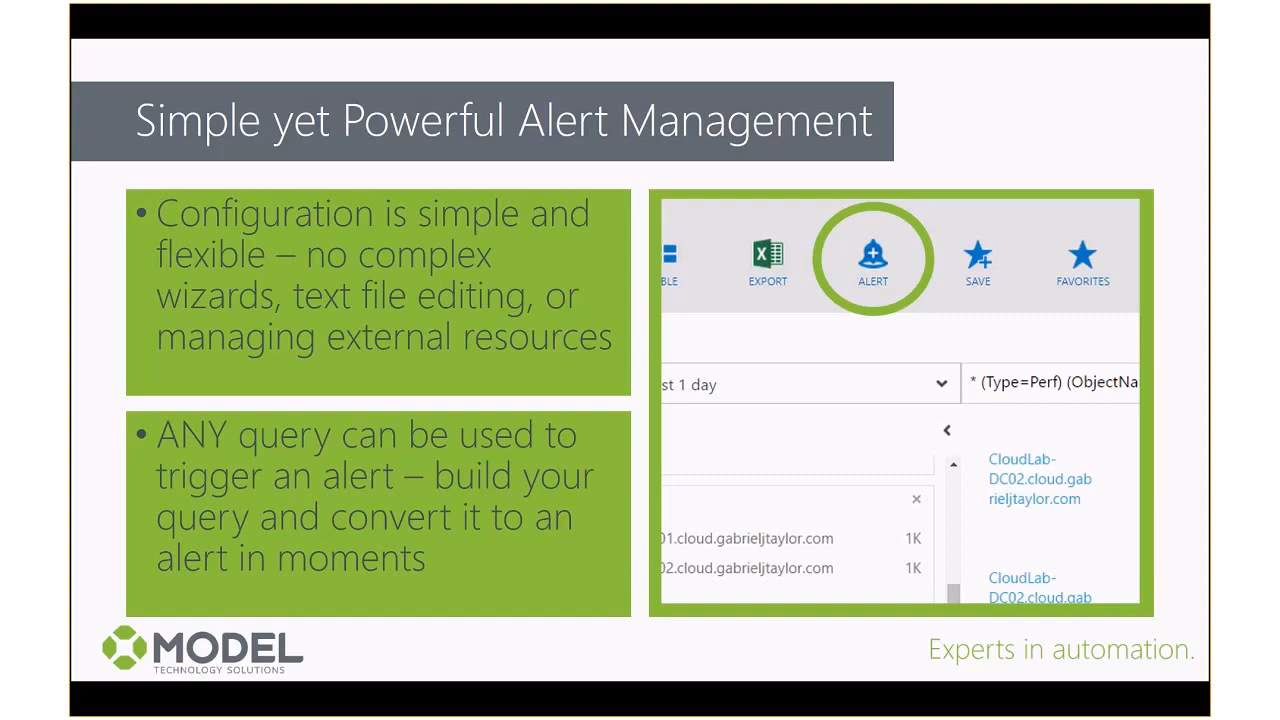 Simple yet Powerful Alert Management
• Configuration is simple and
flexible – no complex
wizards, text file editing, or
managing external resources
• ANY query can be used to
trigger an alert – build your
query and convert it to an
alert in moments
BLE EXPORT ALERT SAVE FAVORITES
st 1 day * (Type=Perf) (ObjectNa
CloudLab-
DC02.cloud.gab
rieljtaylor.com
01.cloud.gabrieljtaylor.com 1K
02.cloud.gabrieljtaylor.com 1K
CloudLab-
DC02.cloud.gab
MODEL
TECHNOLOGY SOLUTIONS
Experts in automation.